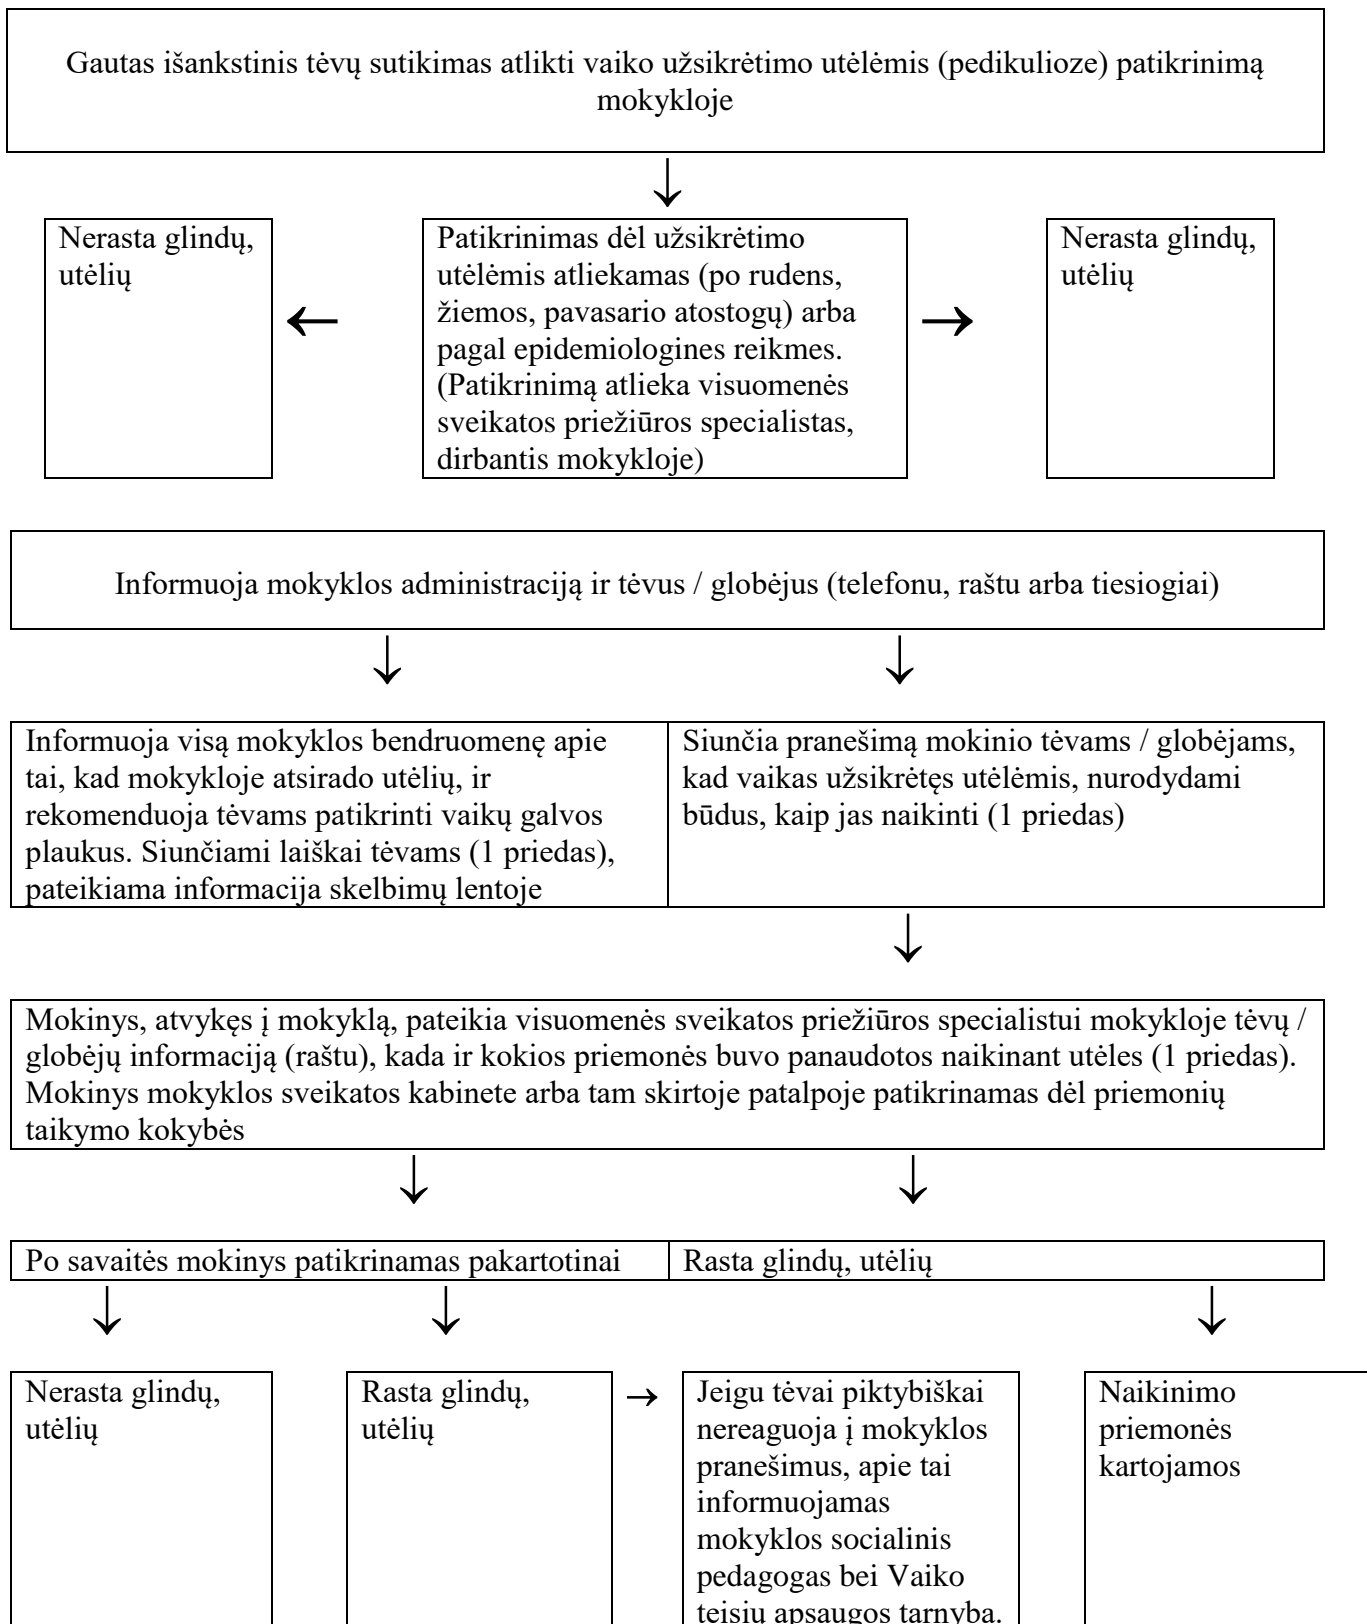 Gautas išankstinis tėvų sutikimas atlikti vaiko užsikrėtimo utėlėmis (pedikulioze) patikrinimą
mokykloje
Nerasta glindų,
utėlių
Patikrinimas dėl užsikrėtimo
utėlėmis atliekamas (po rudens,
žiemos, pavasario atostogų) arba
pagal epidemiologines reikmes.
(Patikrinimą atlieka visuomenės
sveikatos priežiūros specialistas,
dirbantis mokykloje)
Nerasta glindų,
utėlių
Informuoja mokyklos administraciją ir tėvus / globėjus (telefonu, raštu arba tiesiogiai)
Informuoja visą mokyklos bendruomenę apie
tai, kad mokykloje atsirado utėlių, ir
rekomenduoja tėvams patikrinti vaikų galvos
plaukus. Siunčiami laiškai tėvams (1 priedas),
pateikiama informacija skelbimų lentoje
Siunčia pranešimą mokinio tėvams / globėjams,
kad vaikas užsikrėtęs utėlėmis, nurodydami
būdus, kaip jas naikinti (1 priedas)
Mokinys, atvykęs į mokyklą, pateikia visuomenės sveikatos priežiūros specialistui mokykloje tėvų /
globėjų informaciją (raštu), kada ir kokios priemonės buvo panaudotos naikinant utėles (1 priedas).
Mokinys mokyklos sveikatos kabinete arba tam skirtoje patalpoje patikrinamas dėl priemonių
taikymo kokybės
Po savaitės mokinys patikrinamas pakartotinai
Rasta glindų, utėlių
Nerasta glindų,
utėlių
Rasta glindų,
utėlių
Jeigu tėvai piktybiškai
nereaguoja į mokyklos
pranešimus, apie tai
informuojamas
mokyklos socialinis
pedagogas bei Vaiko
teisių apsaugos tarnyba.
Naikinimo
priemonės
kartojamos